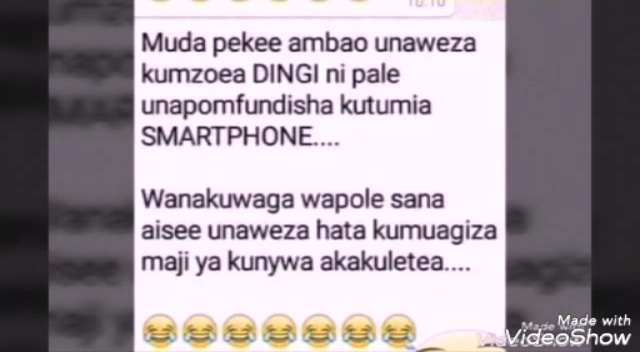 Muda pekee ambao unaweza
kumzoea DINGI ni pale
unapomfundisha kutumia
SMARTPHONE....
Wanakuwaga wapole sana
aisee unaweza hata kumuagiza
maji ya kunywa akakuletea....
😂😂😂😂😂😂😂
Made with
VideoShow